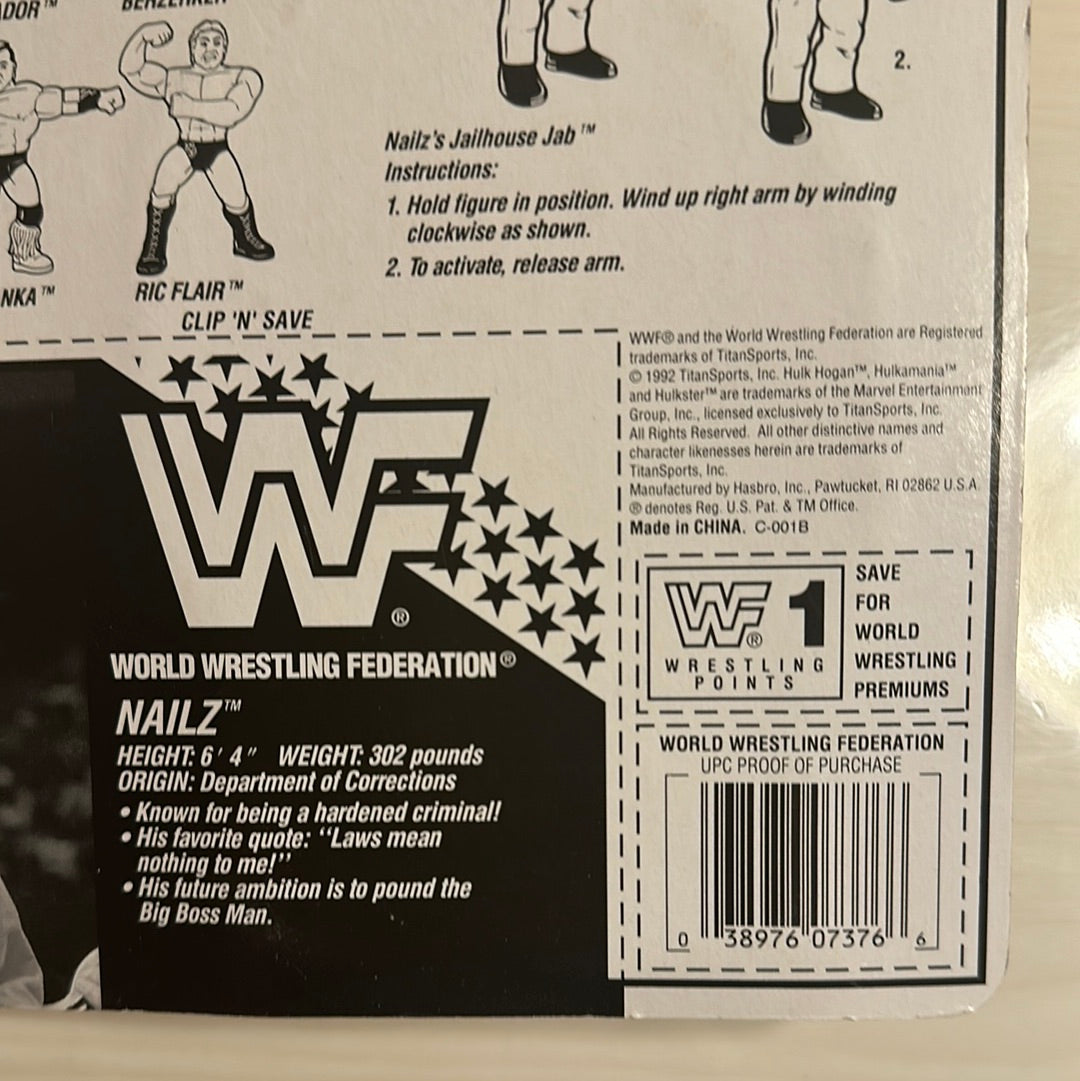 RIC FLAIR™
CLIP 'N' SAVE
2.
Nailz's Jailhouse Jab™
Instructions:
1. Hold figure in position. Wind up right arm by winding
clockwise as shown.
2. To activate, release arm.
WWF® and the World Wrestling Federation are Registered
trademarks of TitanSports, Inc.
© 1992 TitanSports, Inc. Hulk Hogan™, Hulkamania™
and Hulkster™ are trademarks of the Marvel Entertainment
Group, Inc., licensed exclusively to TitanSports, Inc.
All Rights Reserved. All other distinctive names and
character likenesses herein are trademarks of
TitanSports, Inc.
Manufactured by Hasbro, Inc., Pawtucket, RI 02862 U.S.A.
® denotes Reg. U.S. Pat. & TM Office.
Made in CHINA. C-001B
WWF®
WORLD WRESTLING FEDERATION®
NAILZ™
HEIGHT: 6' 4" WEIGHT: 302 pounds
ORIGIN: Department of Corrections
• Known for being a hardened criminal!
• His favorite quote: "Laws mean
nothing to me!"
• His future ambition is to pound the
Big Boss Man.
WWF® 1
WRESTLING
POINTS
SAVE
FOR
WORLD
WRESTLING
PREMIUMS
WORLD WRESTLING FEDERATION
UPC PROOF OF PURCHASE
0 38976 07376 6